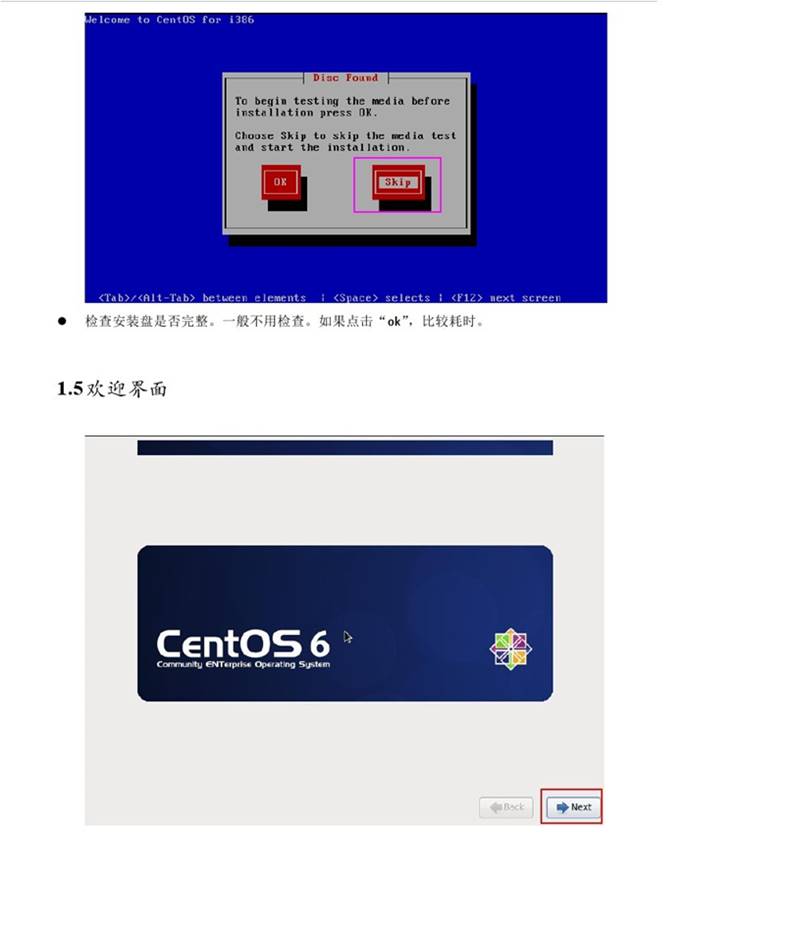 Welcome to CentOS for i386
Disc Found
To begin testing the media before
installation press OK.
Choose Skip to skip the media test
and start the installation.
OK
Skip
<Tab>/<Alt-Tab> between elements | <Space> selects | <F12> next screen
● 检查安装盘是否完整。一般不用检查。如果点击“ok”，比较耗时。
1.5欢迎界面
CentOS 6
Community ENTerprise Operating System
Back
Next